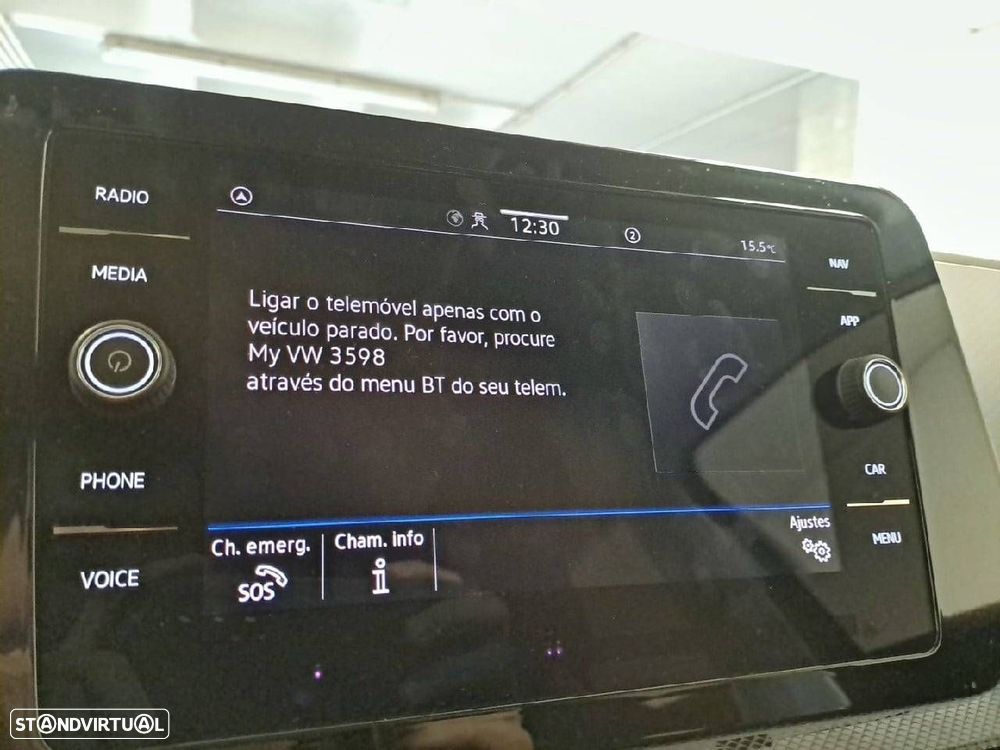 RADIO
MEDIA
PHONE
VOICE
12:30
2
15.5°C
Ligar o telemóvel apenas com o
veículo parado. Por favor, procure
My VW 3598
através do menu BT do seu telem.
Ch. emerg.
SOS
Cham. info
i
Ajustes
NAV
APP
CAR
MENU
STANDVIRTUAL